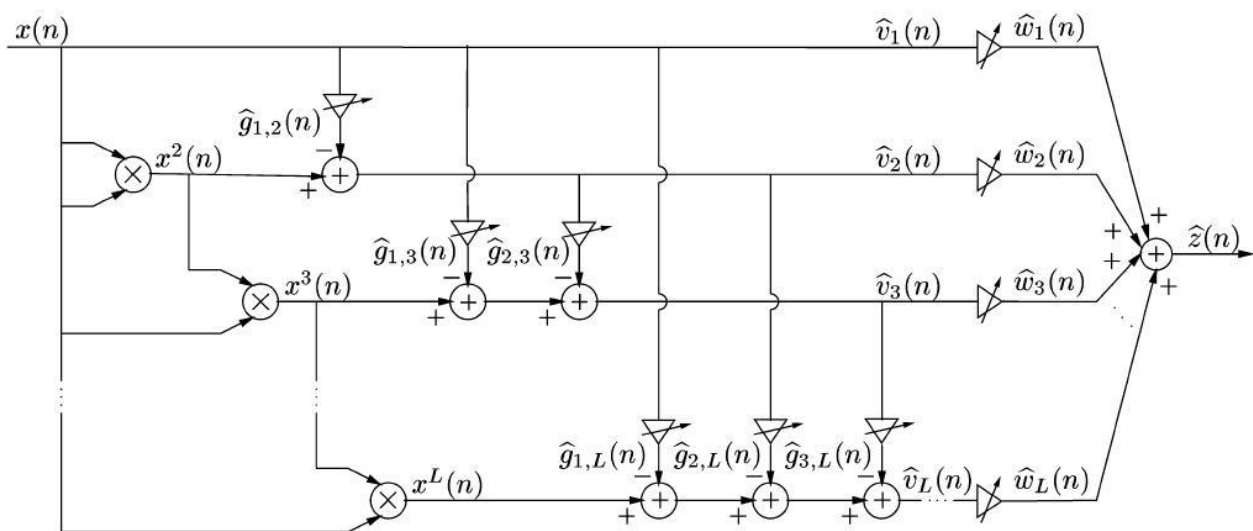 x(n) v̂₁(n) ŵ₁(n)
ĝ₁,₂(n) −
x²(n) + + v̂₂(n) ŵ₂(n)
× + + + ẑ(n)
ĝ₁,₃(n) − ĝ₂,₃(n) − + + +
x³(n) v̂₃(n) ŵ₃(n)
× + + + +
ĝ₁,L(n) − ĝ₂,L(n) − ĝ₃,L(n) −
x^L(n) v̂_L(n) ŵ_L(n)
× + + + + + +